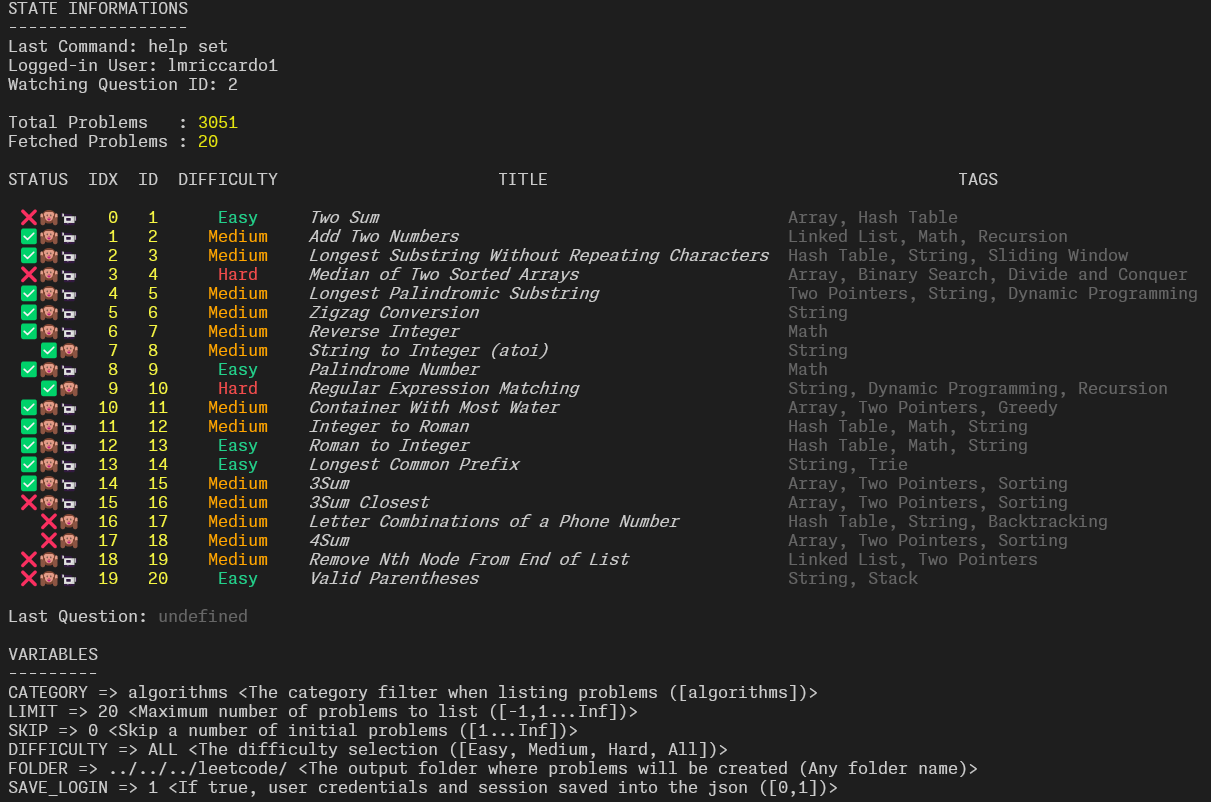 STATE INFORMATIONS
------------------
Last Command: help set
Logged-in User: lmriccardo1
Watching Question ID: 2
Total Problems : 3051
Fetched Problems : 20
STATUS IDX ID DIFFICULTY TITLE TAGS
❌🙉📹 0 1 Easy Two Sum Array, Hash Table
✅🙉📹 1 2 Medium Add Two Numbers Linked List, Math, Recursion
✅🙉📹 2 3 Medium Longest Substring Without Repeating Characters Hash Table, String, Sliding Window
❌🙉📹 3 4 Hard Median of Two Sorted Arrays Array, Binary Search, Divide and Conquer
✅🙉📹 4 5 Medium Longest Palindromic Substring Two Pointers, String, Dynamic Programming
✅🙉📹 5 6 Medium Zigzag Conversion String
✅🙉📹 6 7 Medium Reverse Integer Math
✅🙉 7 8 Medium String to Integer (atoi) String
✅🙉📹 8 9 Easy Palindrome Number Math
✅🙉 9 10 Hard Regular Expression Matching String, Dynamic Programming, Recursion
✅🙉📹 10 11 Medium Container With Most Water Array, Two Pointers, Greedy
✅🙉📹 11 12 Medium Integer to Roman Hash Table, Math, String
✅🙉📹 12 13 Easy Roman to Integer Hash Table, Math, String
✅🙉📹 13 14 Easy Longest Common Prefix String, Trie
✅🙉📹 14 15 Medium 3Sum Array, Two Pointers, Sorting
❌🙉📹 15 16 Medium 3Sum Closest Array, Two Pointers, Sorting
❌🙉 16 17 Medium Letter Combinations of a Phone Number Hash Table, String, Backtracking
❌🙉 17 18 Medium 4Sum Array, Two Pointers, Sorting
❌🙉📹 18 19 Medium Remove Nth Node From End of List Linked List, Two Pointers
❌🙉📹 19 20 Easy Valid Parentheses String, Stack
Last Question: undefined
VARIABLES
---------
CATEGORY => algorithms <The category filter when listing problems ([algorithms])>
LIMIT => 20 <Maximum number of problems to list ([-1,1...Inf])>
SKIP => 0 <Skip a number of initial problems ([1...Inf])>
DIFFICULTY => ALL <The difficulty selection ([Easy, Medium, Hard, All])>
FOLDER => ../../../leetcode/ <The output folder where problems will be created (Any folder name)>
SAVE_LOGIN => 1 <If true, user credentials and session saved into the json ([0,1])>